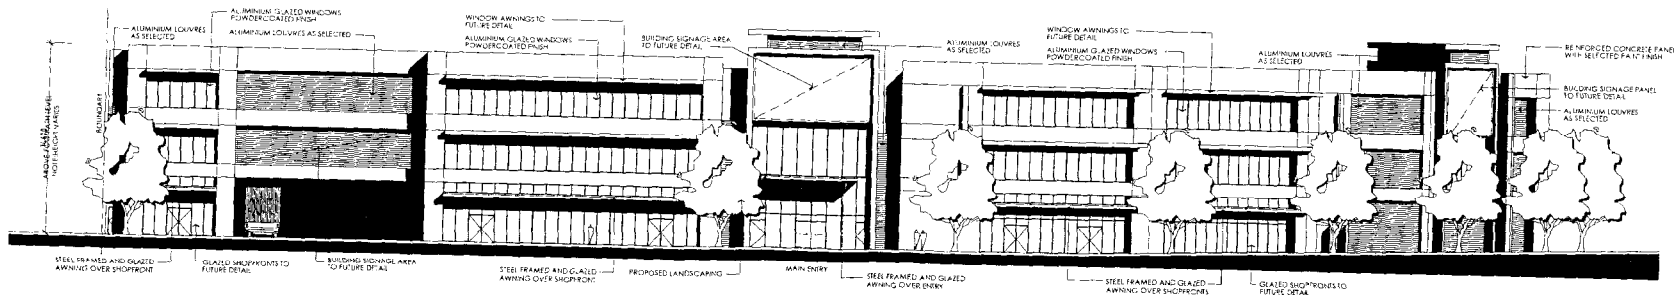 ALUMINIUM GLAZED WINDOWS
POWDERCOATED FINISH
ALUMINIUM LOUVRES
AS SELECTED
ALUMINIUM LOUVRES AS SELECTED
WINDOW AWNINGS TO
FUTURE DETAIL
ALUMINIUM GLAZED WINDOWS
POWDERCOATED FINISH
BUILDING SIGNAGE AREA
TO FUTURE DETAIL
ALUMINIUM LOUVRES
AS SELECTED
WINDOW AWNINGS TO
FUTURE DETAIL
ALUMINIUM GLAZED WINDOWS
POWDERCOATED FINISH
ALUMINIUM LOUVRES
AS SELECTED
REINFORCED CONCRETE PANEL
WITH SELECTED PAINT FINISH
BUILDING SIGNAGE PANEL
TO FUTURE DETAIL
ALUMINIUM LOUVRES
AS SELECTED
NOTE HEIGHT VARIES
BOUNDARY
STEEL FRAMED AND GLAZED
AWNING OVER SHOPFRONT
GLAZED SHOPFRONTS TO
FUTURE DETAIL
BUILDING SIGNAGE AREA
TO FUTURE DETAIL
STEEL FRAMED AND GLAZED
AWNING OVER SHOPFRONT
PROPOSED LANDSCAPING
MAIN ENTRY
STEEL FRAMED AND GLAZED
AWNING OVER ENTRY
STEEL FRAMED AND GLAZED
AWNING OVER SHOPFRONTS
GLAZED SHOPFRONTS TO
FUTURE DETAIL